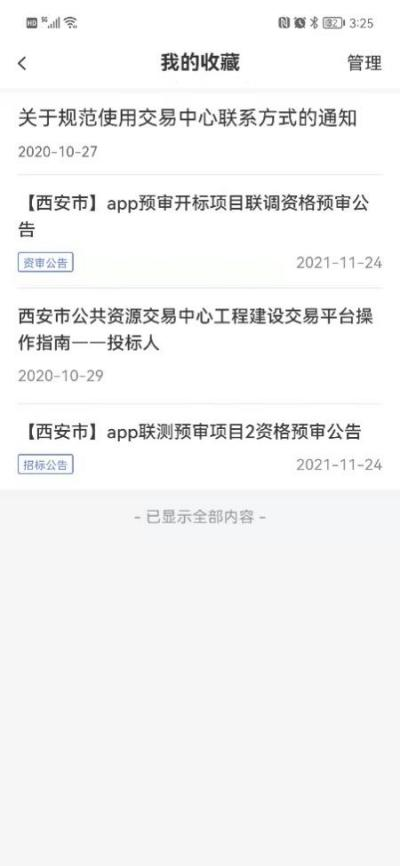 HD 5G 82 3:25
我的收藏 管理
关于规范使用交易中心联系方式的通知
2020-10-27
【西安市】app预审开标项目联调资格预审公
告
资审公告 2021-11-24
西安市公共资源交易中心工程建设交易平台操
作指南——投标人
2020-10-29
【西安市】app联测预审项目2资格预审公告
招标公告 2021-11-24
- 已显示全部内容 -